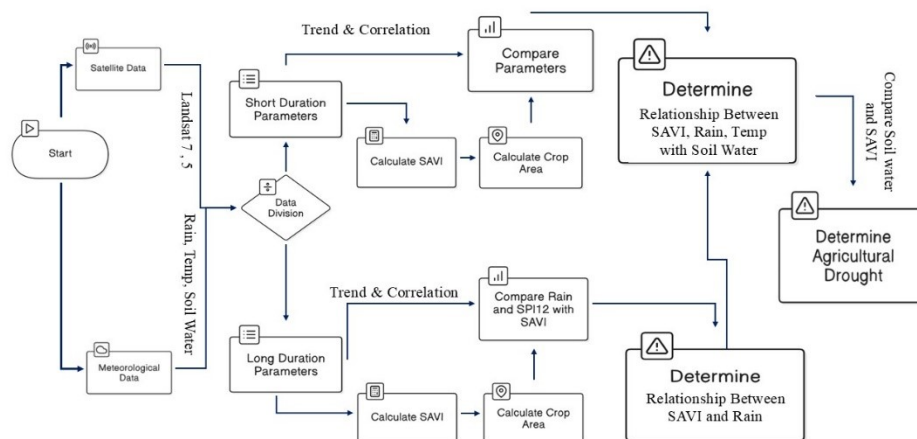 Trend & Correlation
Compare
Parameters
Satellite Data
Landsat 7 , 5
Short Duration
Parameters
Calculate SAVI
Calculate Crop
Area
Determine
Relationship Between
SAVI, Rain, Temp
with Soil Water
Compare Soil water
and SAVI
Start
Data
Division
Rain, Temp, Soil Water
Determine
Agricultural
Drought
Trend & Correlation
Compare Rain
and SPI12 with
SAVI
Meteorological
Data
Long Duration
Parameters
Calculate SAVI
Calculate Crop
Area
Determine
Relationship Between
SAVI and Rain